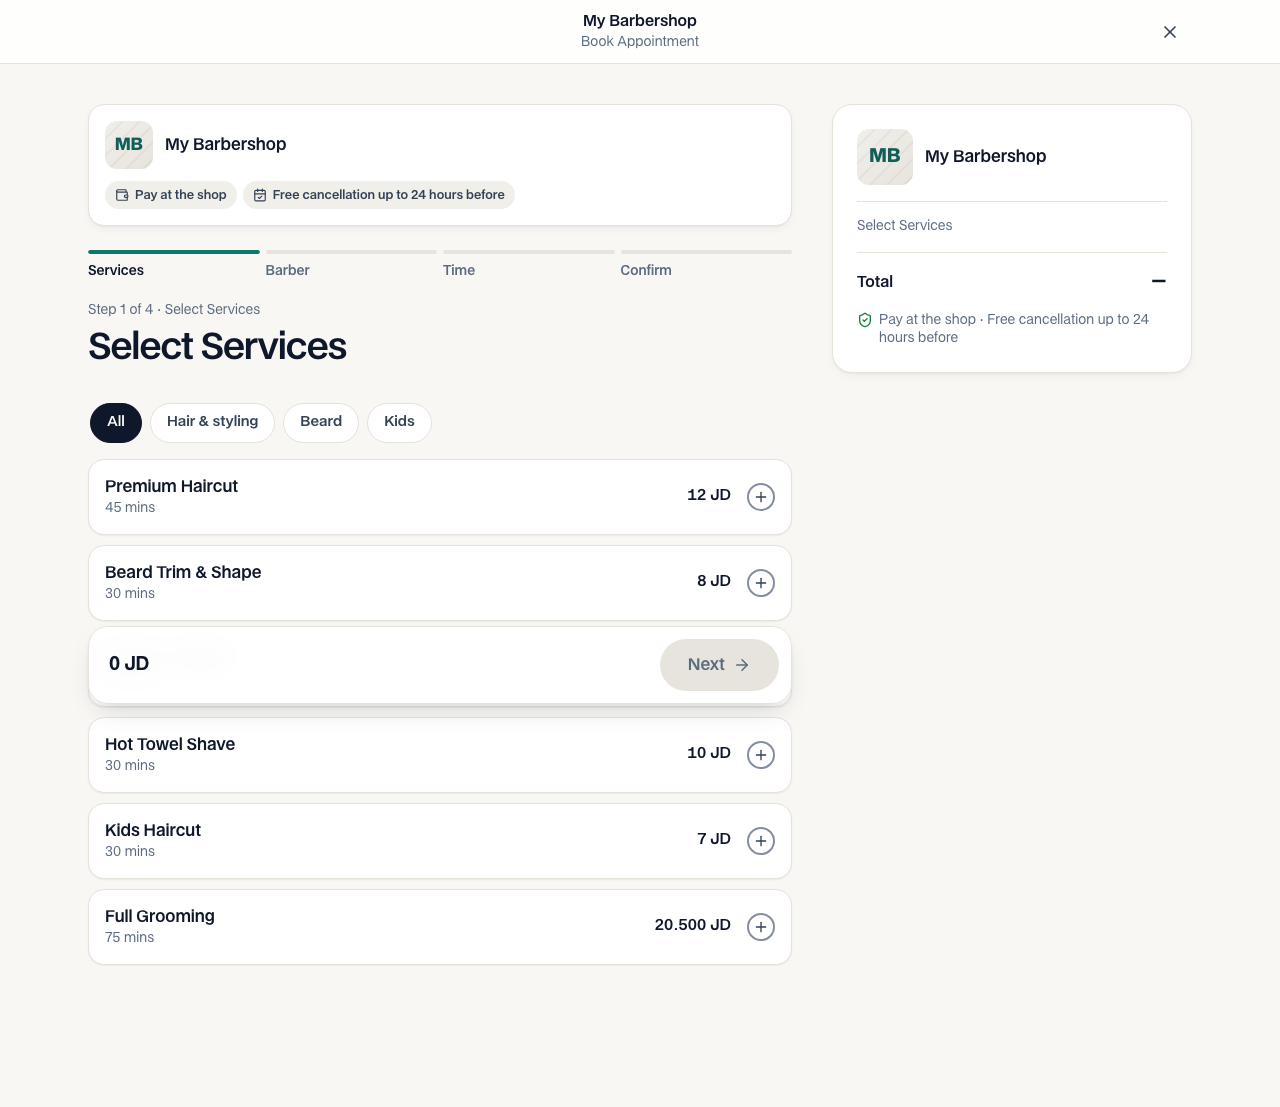 My Barbershop
Book Appointment
MB
My Barbershop
Pay at the shop
Free cancellation up to 24 hours before
Services
Barber
Time
Confirm
Step 1 of 4 · Select Services
Select Services
All
Hair & styling
Beard
Kids
Premium Haircut
45 mins
12 JD
Beard Trim & Shape
30 mins
8 JD
0 JD
Next
Hot Towel Shave
30 mins
10 JD
Kids Haircut
30 mins
7 JD
Full Grooming
75 mins
20.500 JD
MB
My Barbershop
Select Services
Total
–
Pay at the shop · Free cancellation up to 24
hours before